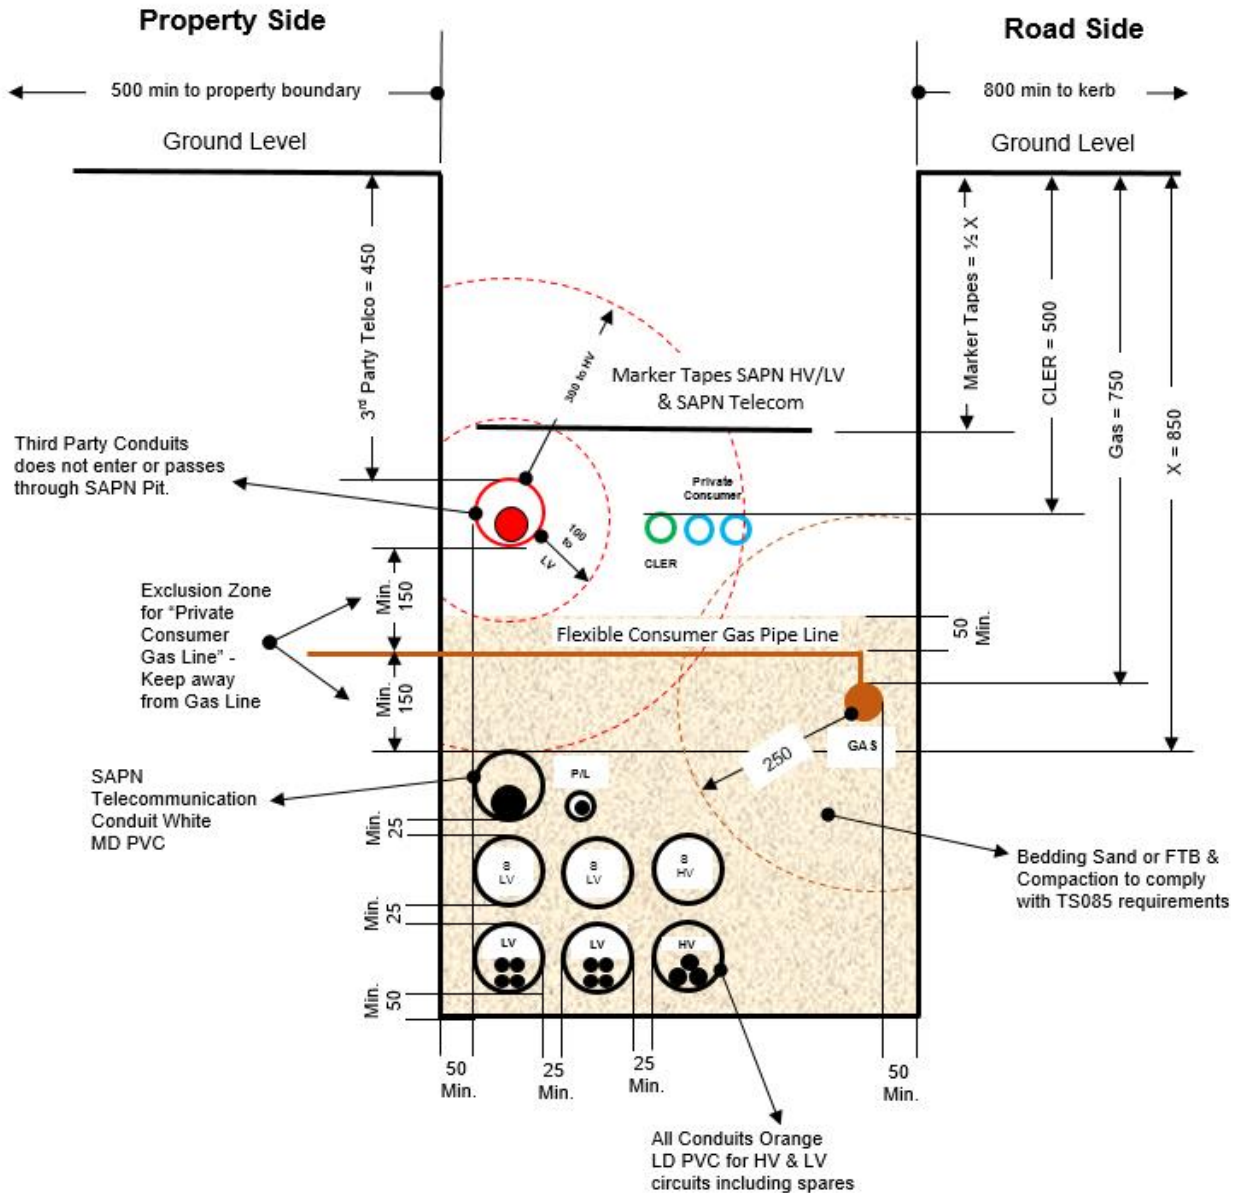 Property Side
Road Side
500 min to property boundary
800 min to kerb
Ground Level
Ground Level
3rd Party Telco = 450
300 to HV
Marker Tapes = ½ X
CLER = 500
Gas = 750
X = 850
Marker Tapes SAPN HV/LV
& SAPN Telecom
Third Party Conduits
does not enter or passes
through SAPN Pit.
Private
Consumer
100
to
LV
CLER
Exclusion Zone
for “Private
Consumer
Gas Line” -
Keep away
from Gas Line
Min.
150
Min.
150
Flexible Consumer Gas Pipe Line
50
Min.
250
GAS
SAPN
Telecommunication
Conduit White
MD PVC
P/L
Min.
25
S
LV
S
LV
S
HV
Min.
25
LV
LV
HV
Min.
50
Bedding Sand or FTB &
Compaction to comply
with TS085 requirements
50
Min.
25
Min.
25
Min.
50
Min.
All Conduits Orange
LD PVC for HV & LV
circuits including spares